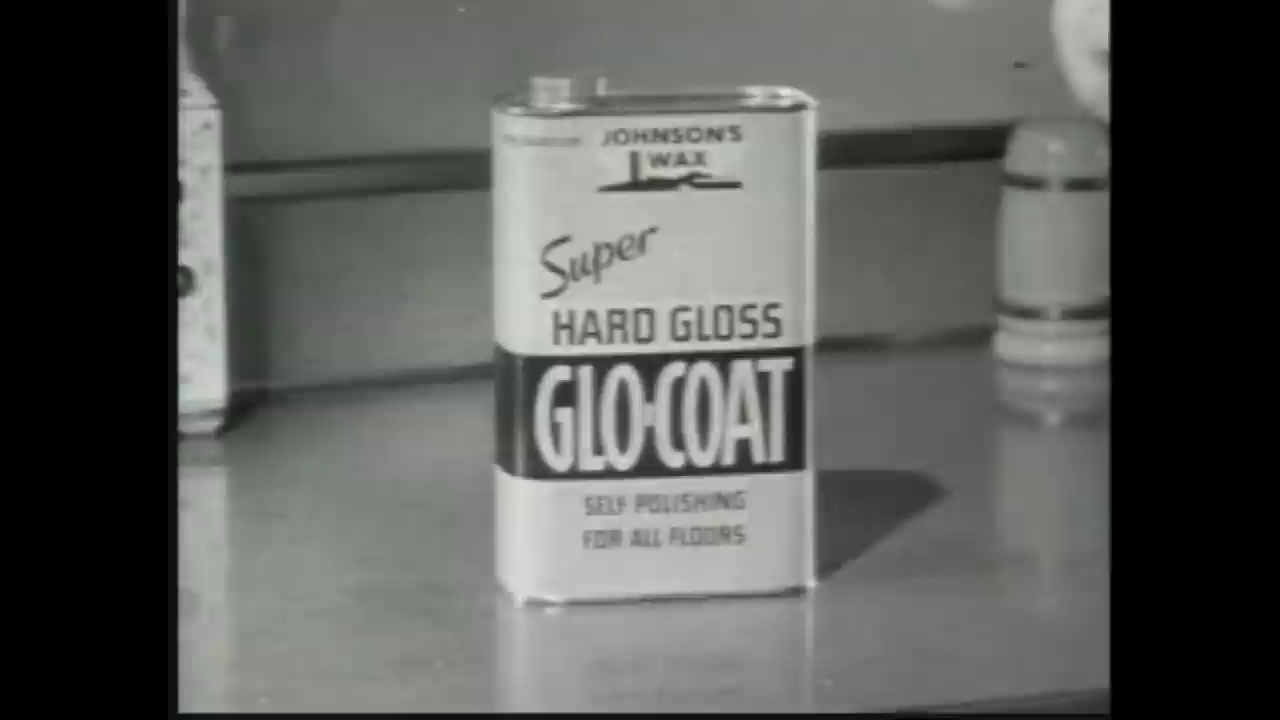 JOHNSON'S
WAX
Super
HARD GLOSS
GLO-COAT
SELF POLISHING
FOR ALL FLOORS